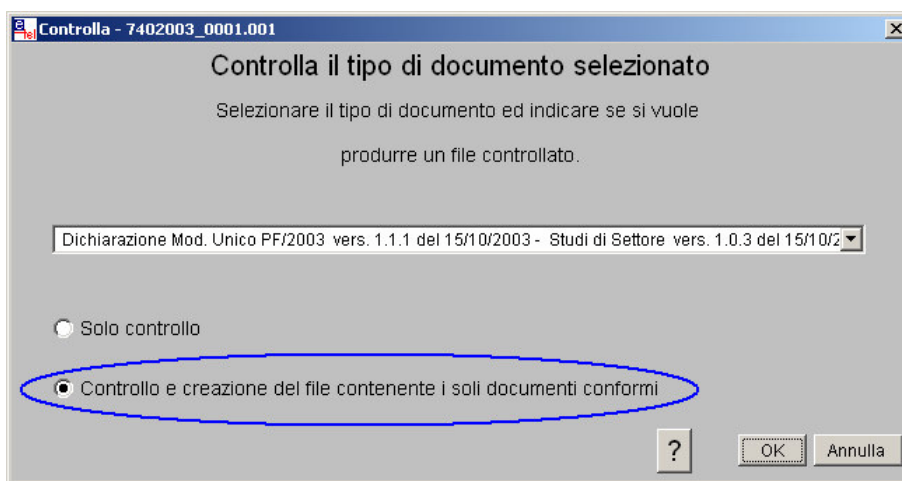 Controlla - 7402003_0001.001
Controlla il tipo di documento selezionato
Selezionare il tipo di documento ed indicare se si vuole
produrre un file controllato.
Dichiarazione Mod. Unico PF/2003 vers. 1.1.1 del 15/10/2003 - Studi di Settore vers. 1.0.3 del 15/10/2
Solo controllo
Controllo e creazione del file contenente i soli documenti conformi
? OK Annulla